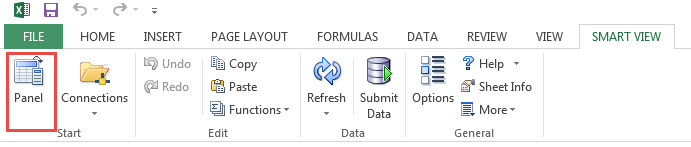 FILE HOME INSERT PAGE LAYOUT FORMULAS DATA REVIEW VIEW SMART VIEW
Panel
Connections
Start
Undo
Redo
Copy
Paste
Functions
Edit
Refresh
Submit
Data
Data
Options
Help
Sheet Info
More
General